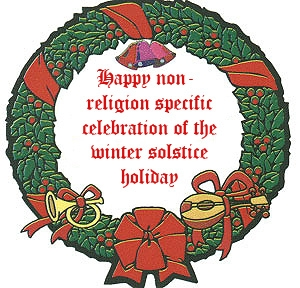 Happy non-
religion specific
celebration of the
winter solstice
holiday